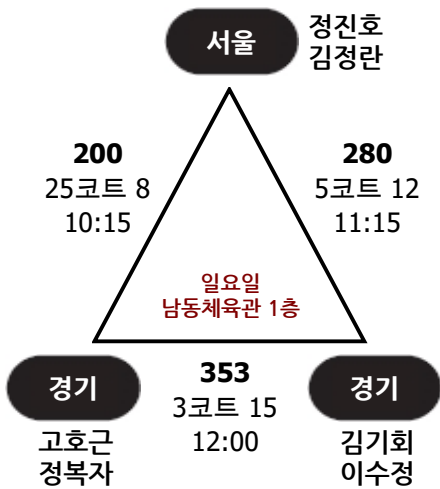 서울
정진호
김정란
200
25코트 8
10:15
280
5코트 12
11:15
일요일
남동체육관 1층
경기
고호근
정복자
353
3코트 15
12:00
경기
김기회
이수정